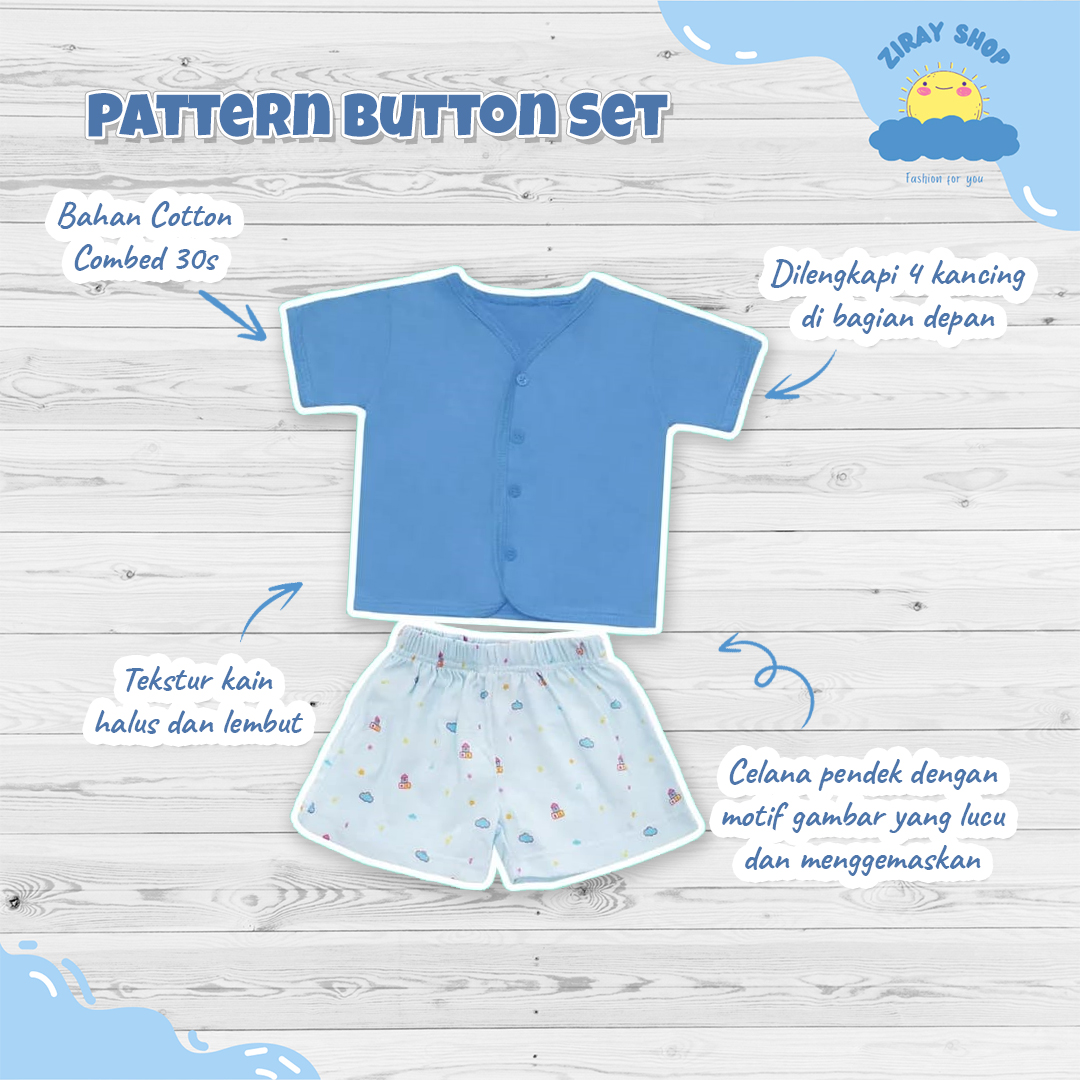 ZIRAY SHOP
Fashion for you
PATTERN BUTTON SET
Bahan Cotton
Combed 30s
Dilengkapi 4 kancing
di bagian depan
Tekstur kain
halus dan lembut
Celana pendek dengan
motif gambar yang lucu
dan menggemaskan